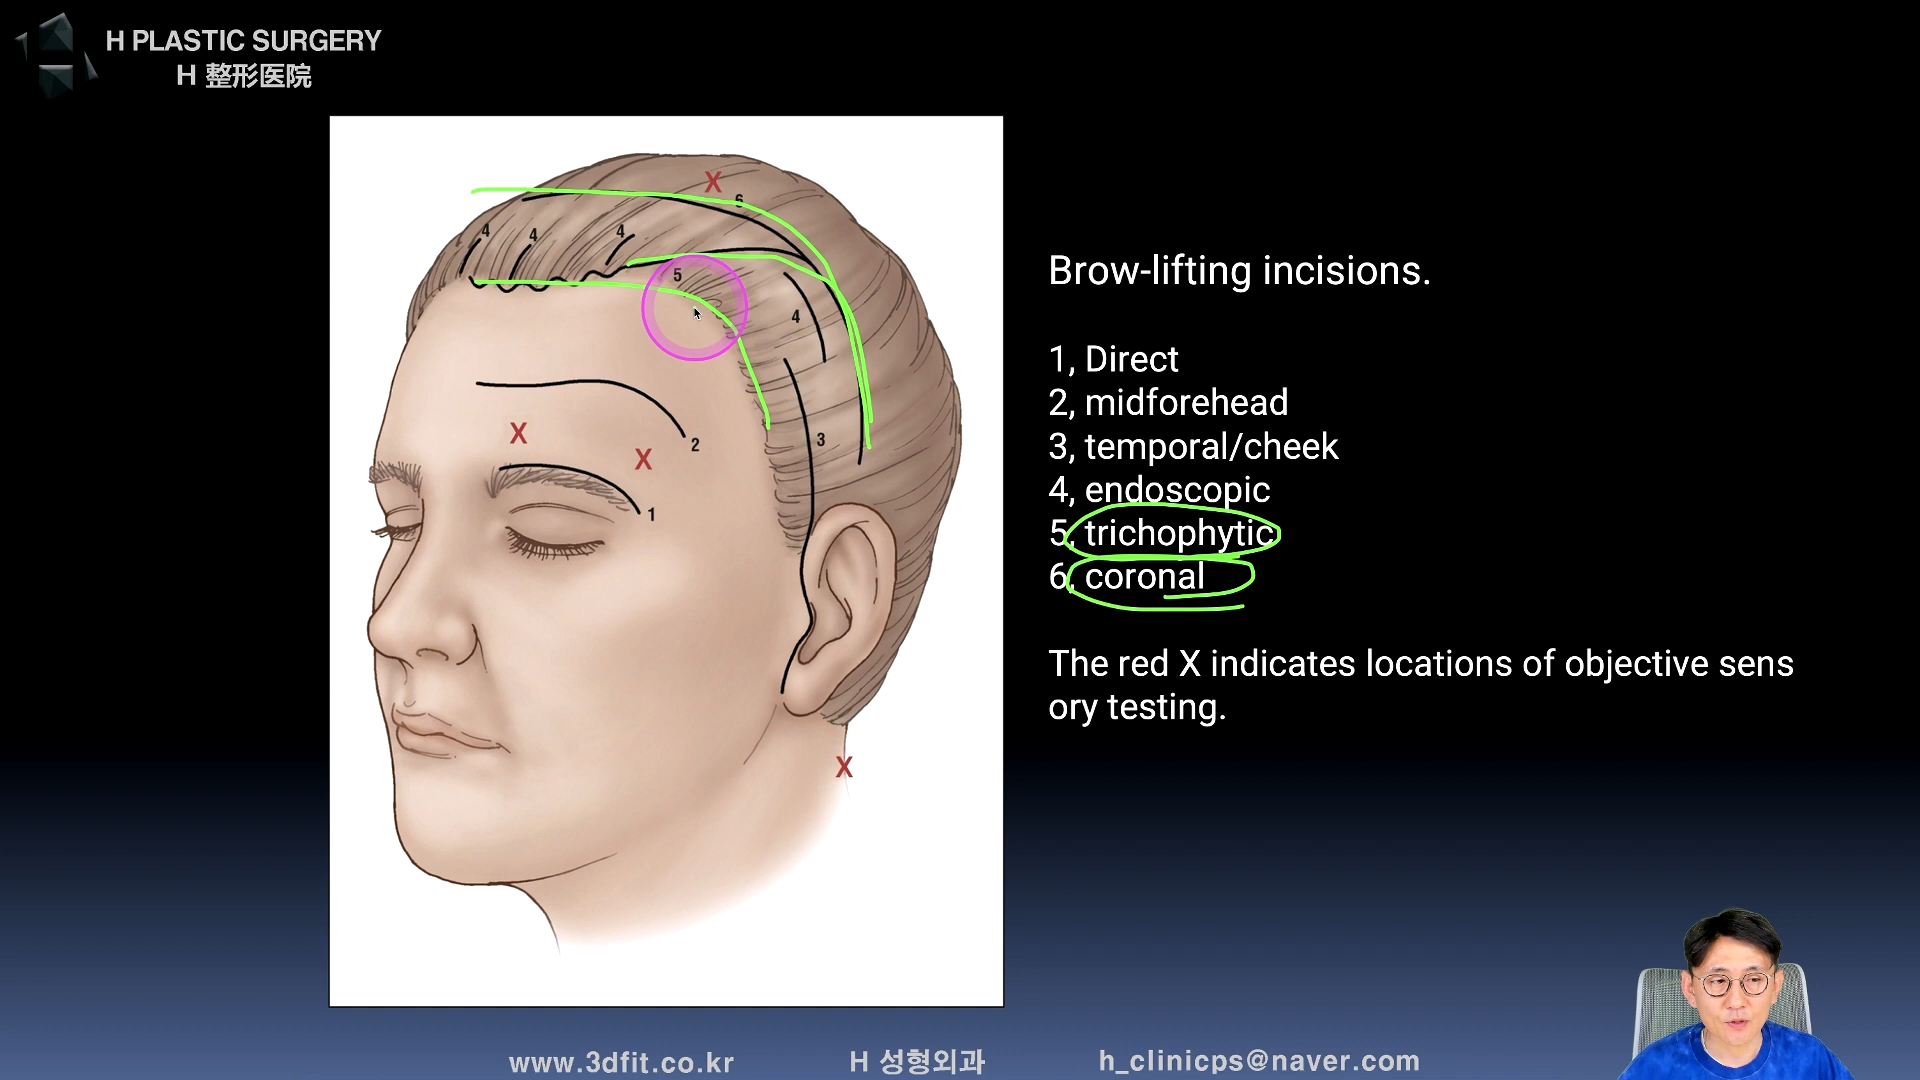 H PLASTIC SURGERY
H 整形医院
X
6
4
4
4
5
4
3
2
X
X
1
X
Brow-lifting incisions.
1, Direct
2, midforehead
3, temporal/cheek
4, endoscopic
5, trichophytic
6, coronal
The red X indicates locations of objective sens
ory testing.
www.3dfit.co.kr
H 성형외과
h_clinicps@naver.com